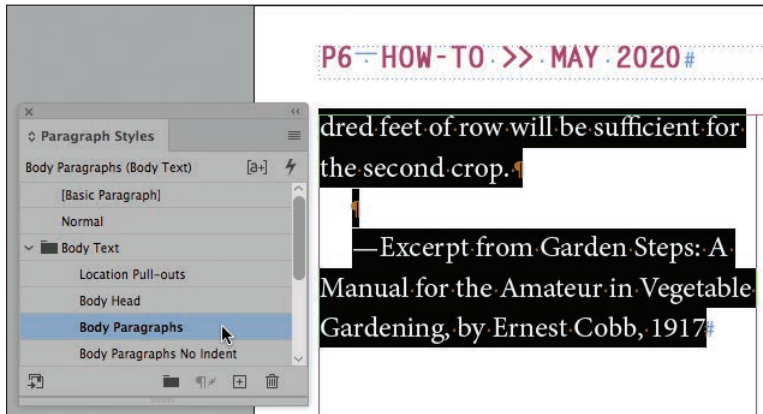 P6 – HOW-TO >> MAY 2020#
Paragraph Styles
Body Paragraphs (Body Text) [a+]
[Basic Paragraph]
Normal
Body Text
Location Pull-outs
Body Head
Body Paragraphs
Body Paragraphs No Indent
dred feet of row will be sufficient for
the second crop. ¶
¶
—Excerpt from Garden Steps: A
Manual for the Amateur in Vegetable
Gardening, by Ernest Cobb, 1917#